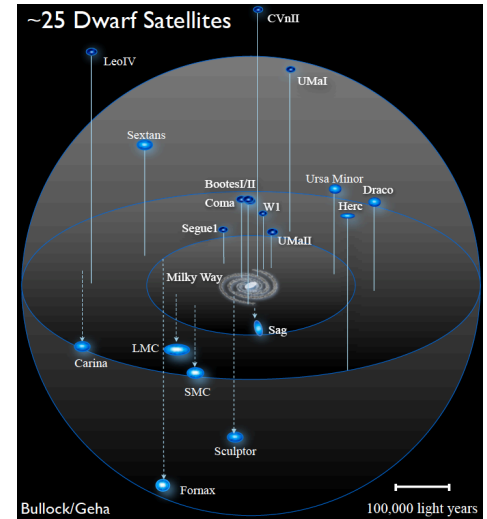 ~25 Dwarf Satellites
CVnII
LeoIV
UMaI
Sextans
Ursa Minor
Draco
BootesI/II
Coma
W1
Herc
Segue1
UMaII
Milky Way
Sag
LMC
Carina
SMC
Sculptor
Fornax
Bullock/Geha
100,000 light years